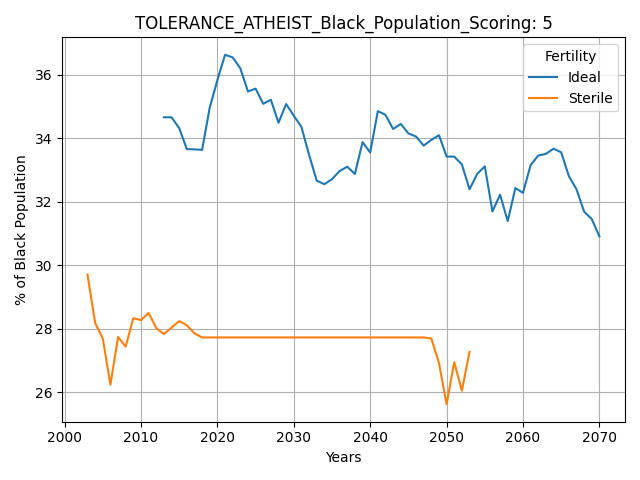 TOLERANCE_ATHEIST_Black_Population_Scoring: 5
Fertility
Ideal
Sterile
% of Black Population
36
34
32
30
28
26
2000 2010 2020 2030 2040 2050 2060 2070
Years